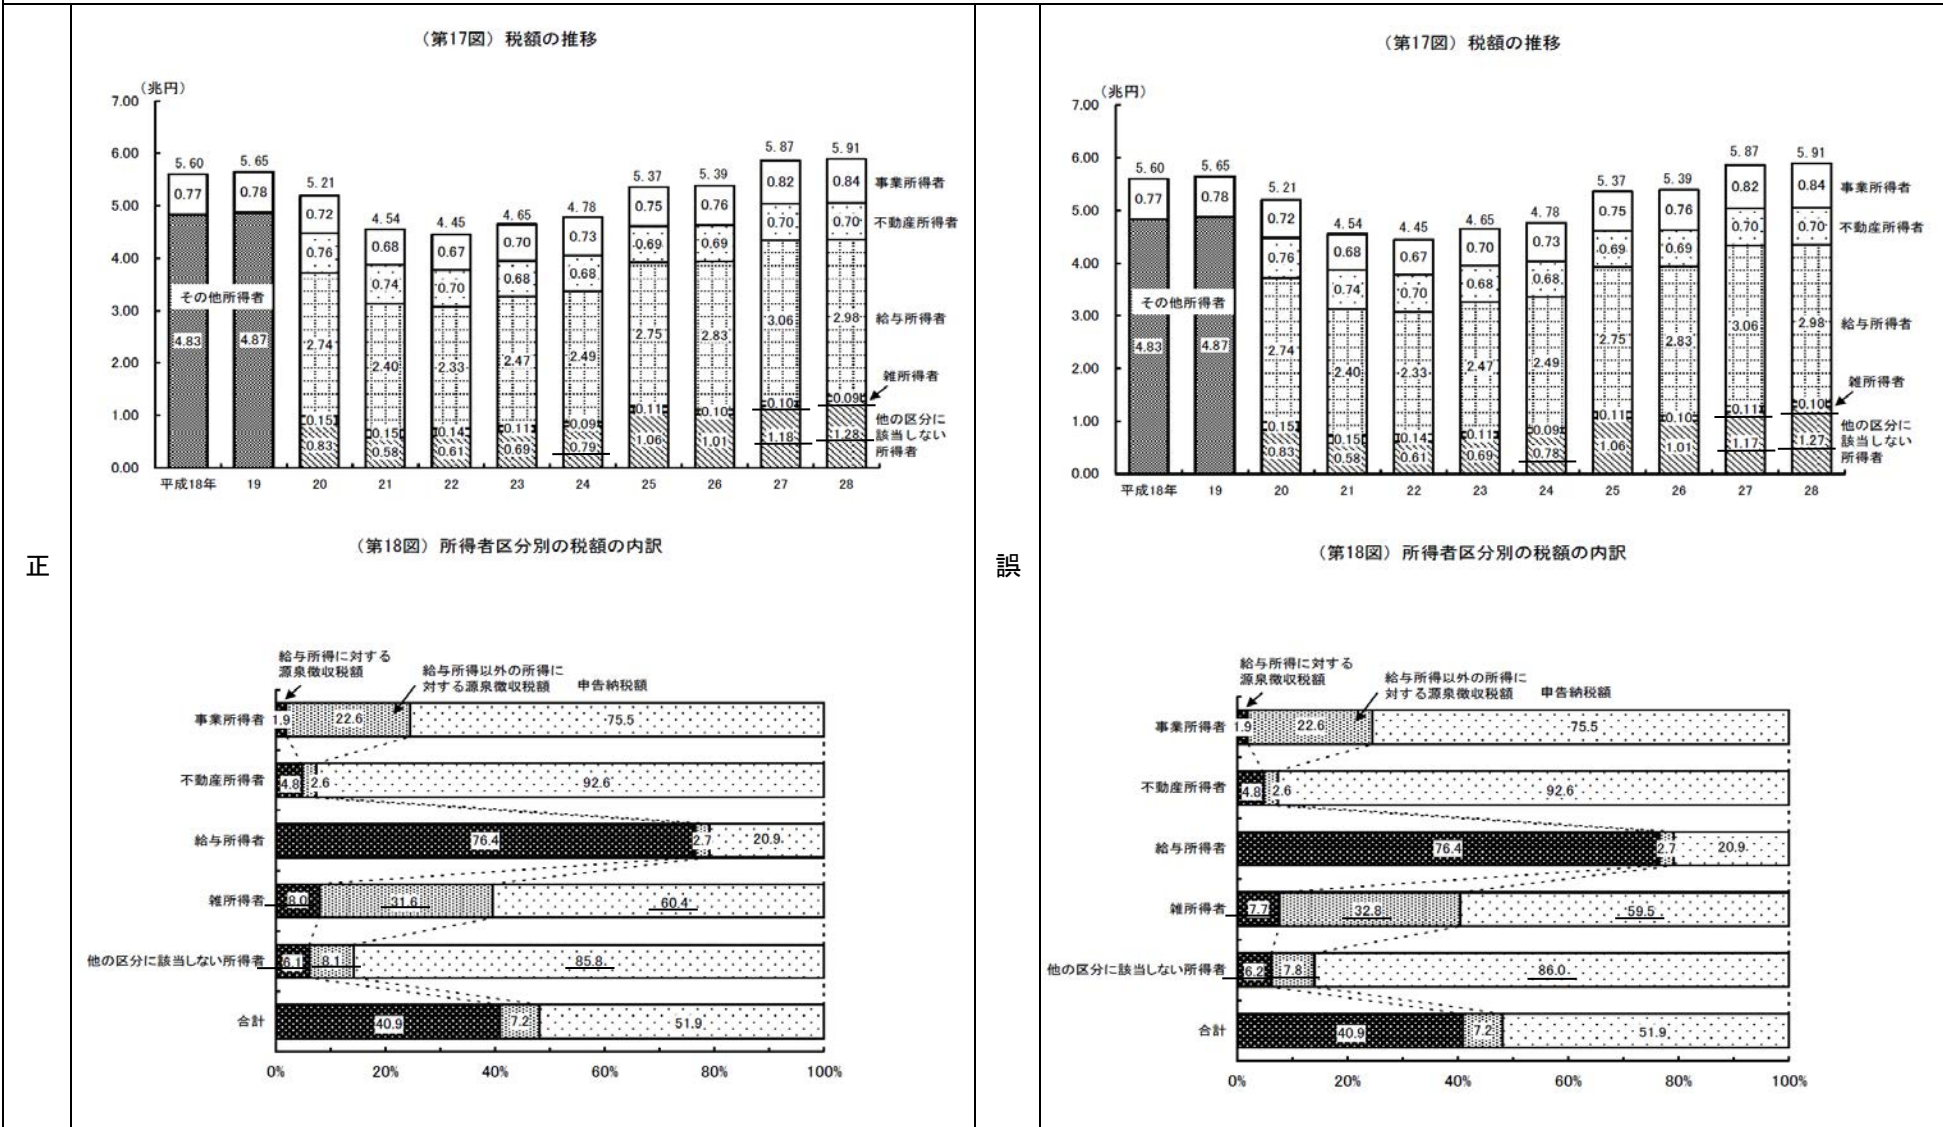 正
（第17図）税額の推移
（兆円）
7.00
6.00
5.00
4.00
3.00
2.00
1.00
0.00
5.60 5.65 5.21 4.54 4.45 4.65 4.78 5.37 5.39 5.87 5.91
0.77 0.78 0.72 0.68 0.67 0.70 0.73 0.75 0.76 0.82 0.84 事業所得者
0.76 0.74 0.70 0.68 0.68 0.69 0.69 0.70 0.70 不動産所得者
その他所得者
4.83 4.87 2.74 2.40 2.33 2.47 2.49 2.75 2.83 3.06 2.98 給与所得者
0.15 0.15 0.14 0.11 0.09 0.11 0.10 0.10 0.09 雑所得者
0.83 0.58 0.61 0.69 0.79 1.06 1.01 1.18 1.28
他の区分に
該当しない
所得者
平成18年 19 20 21 22 23 24 25 26 27 28
（第18図）所得者区分別の税額の内訳
給与所得に対する
源泉徴収税額
給与所得以外の所得に
対する源泉徴収税額
申告納税額
事業所得者 1.9 22.6 75.5
不動産所得者 4.8 2.6 92.6
給与所得者 76.4 2.7 20.9
雑所得者 8.0 31.6 60.4
他の区分に該当しない所得者 6.1 8.1 85.8
合計 40.9 7.2 51.9
0% 20% 40% 60% 80% 100%
誤
（第17図）税額の推移
（兆円）
7.00
6.00
5.00
4.00
3.00
2.00
1.00
0.00
5.60 5.65 5.21 4.54 4.45 4.65 4.78 5.37 5.39 5.87 5.91
0.77 0.78 0.72 0.68 0.67 0.70 0.73 0.75 0.76 0.82 0.84 事業所得者
0.76 0.74 0.70 0.68 0.68 0.69 0.69 0.70 0.70 不動産所得者
その他所得者
4.83 4.87 2.74 2.40 2.33 2.47 2.49 2.75 2.83 3.06 2.98 給与所得者
0.15 0.15 0.14 0.11 0.09 0.11 0.10 0.11 0.10 雑所得者
0.83 0.58 0.61 0.69 0.78 1.06 1.01 1.17 1.27
他の区分に
該当しない
所得者
平成18年 19 20 21 22 23 24 25 26 27 28
（第18図）所得者区分別の税額の内訳
給与所得に対する
源泉徴収税額
給与所得以外の所得に
対する源泉徴収税額
申告納税額
事業所得者 1.9 22.6 75.5
不動産所得者 4.8 2.6 92.6
給与所得者 76.4 2.7 20.9
雑所得者 7.7 32.8 59.5
他の区分に該当しない所得者 6.2 7.8 86.0
合計 40.9 7.2 51.9
0% 20% 40% 60% 80% 100%